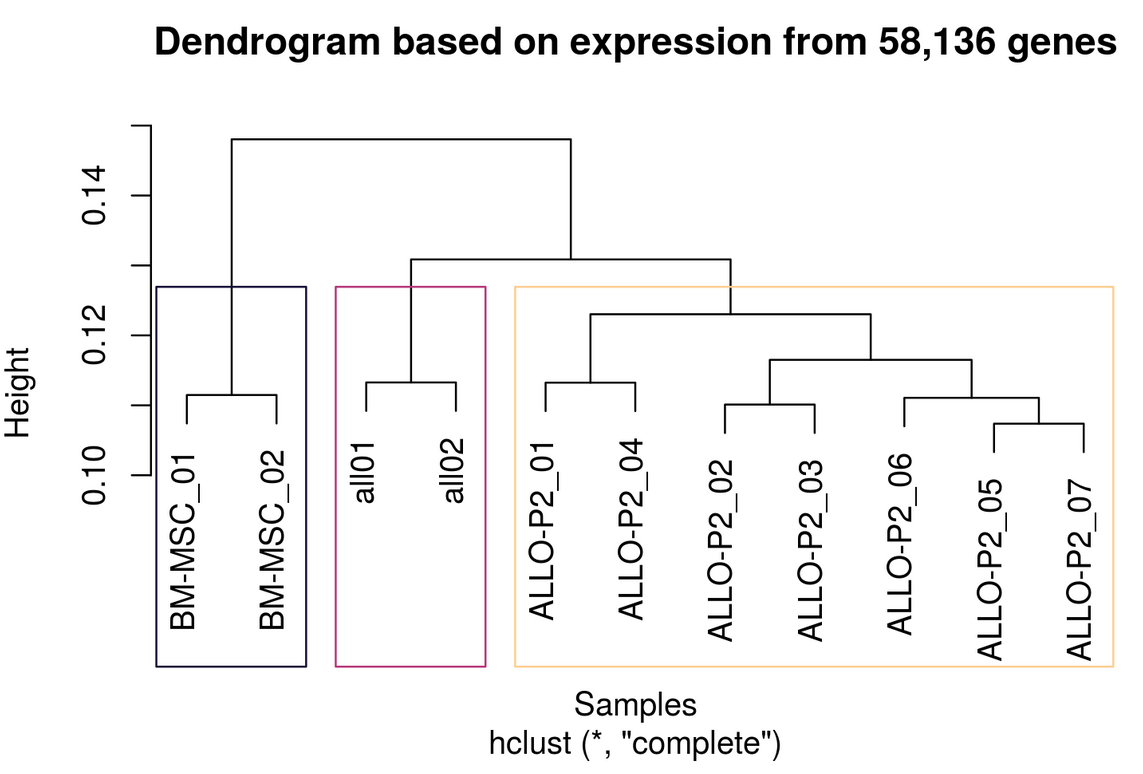 Dendrogram based on expression from 58,136 genes
Height
0.14
0.12
0.10
BM-MSC_01
BM-MSC_02
all01
all02
ALLO-P2_01
ALLO-P2_04
ALLO-P2_02
ALLO-P2_03
ALLO-P2_06
ALLO-P2_05
ALLO-P2_07
Samples
hclust (*, "complete")